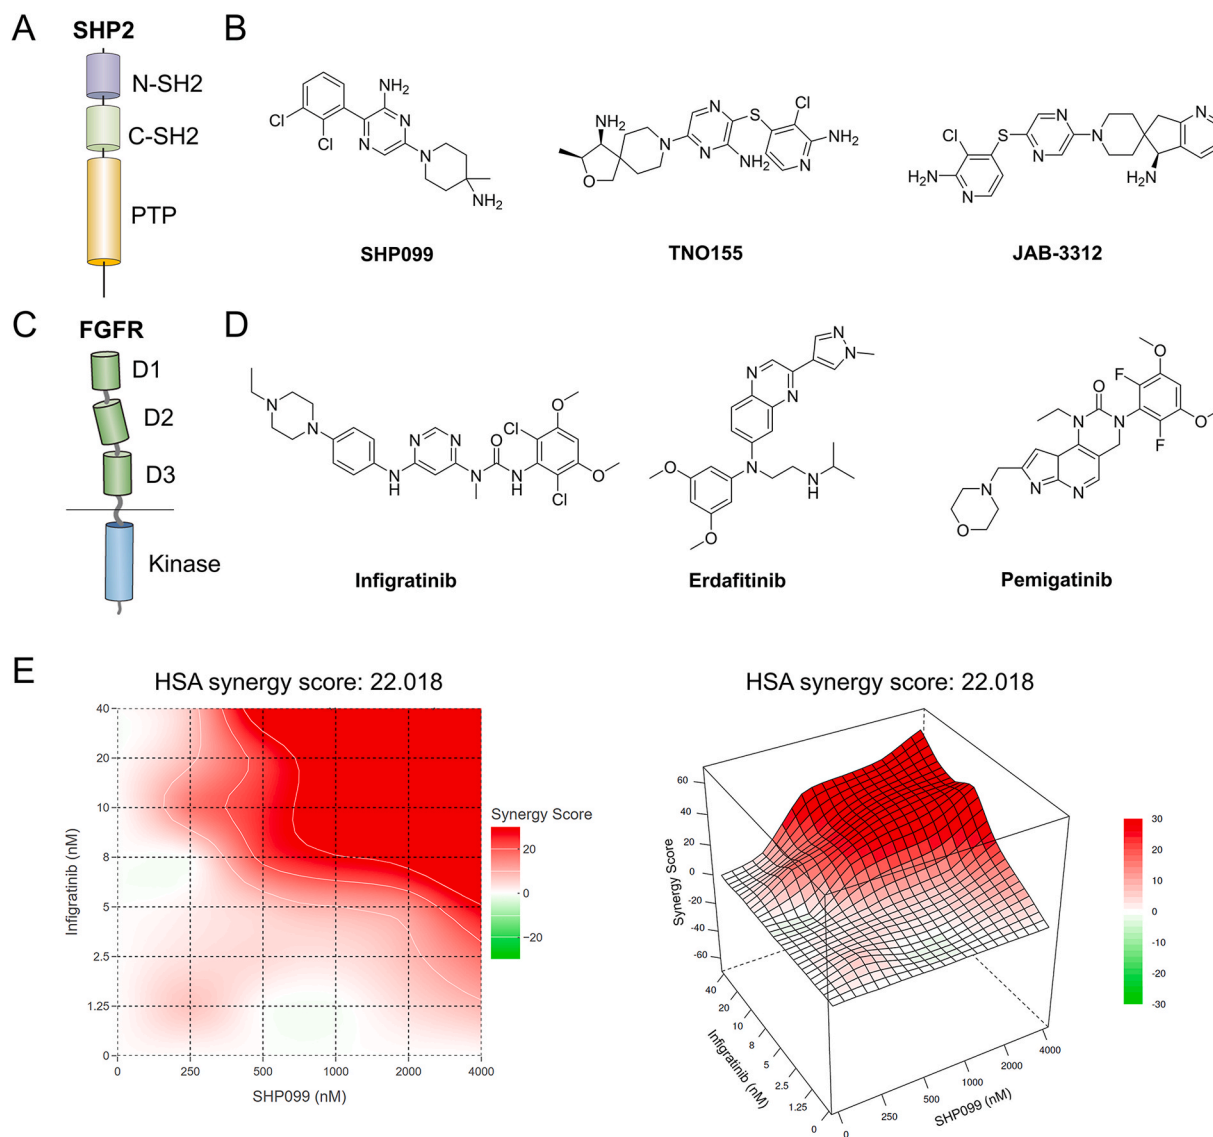 A
SHP2
N-SH2
C-SH2
PTP
B
Cl
Cl
NH2
N
N
N
NH2
SHP099
NH2
O
N
N
N
NH2
S
Cl
NH2
N
TNO155
Cl
H2N
N
S
N
N
N
H2N
N
JAB-3312
C
FGFR
D1
D2
D3
Kinase
D
N
N
N
H
N
N
N
O
N
H
Cl
O
O
Cl
Infigratinib
N
N
N
N
O
N
N
H
O
Erdafitinib
O
F
O
N
N
O
F
N
N
N
O
Pemigatinib
E
HSA synergy score: 22.018
40
20
10
8
5
2.5
1.25
0
Infigratinib (nM)
0
250
500
1000
2000
4000
SHP099 (nM)
Synergy Score
20
0
−20
HSA synergy score: 22.018
60
40
20
0
-20
-40
-60
Synergy Score
40
20
10
8
5
2.5
1.25
0
Infigratinib (nM)
0
250
500
1000
2000
4000
SHP099 (nM)
30
20
10
0
-10
-20
-30